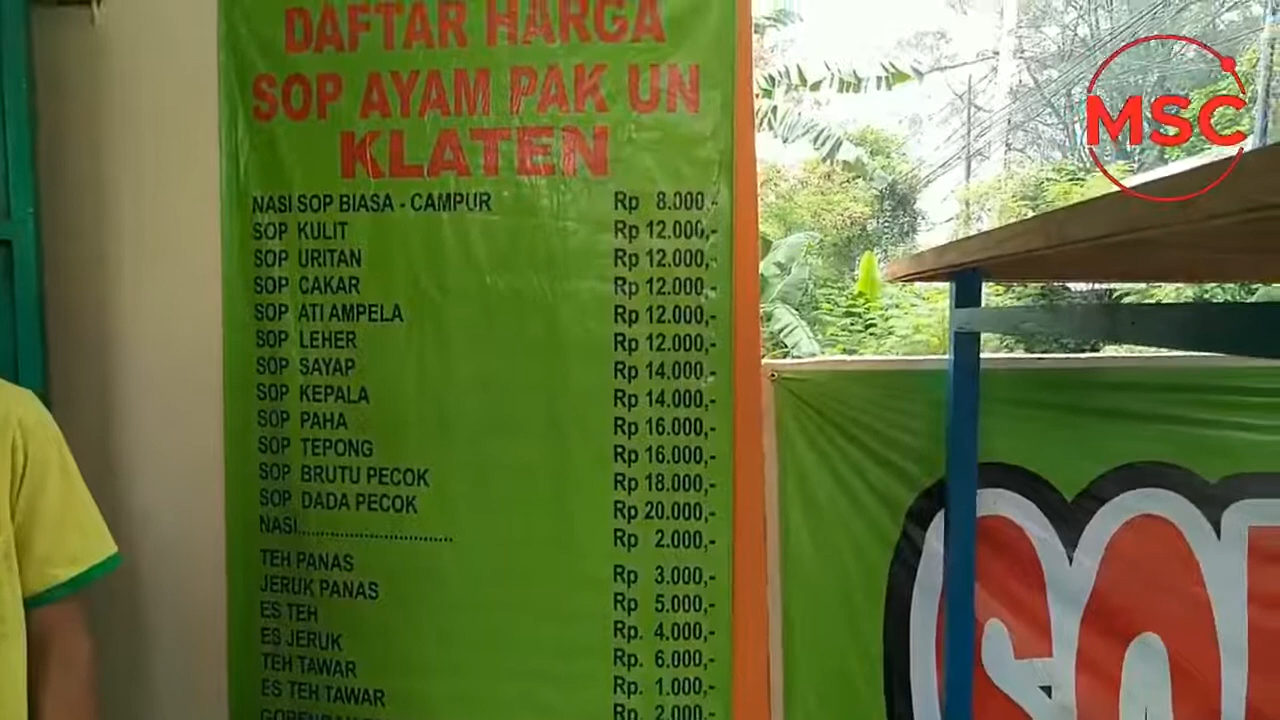 DAFTAR HARGA
SOP AYAM PAK UN
KLATEN
NASI SOP BIASA - CAMPUR Rp 8.000,-
SOP KULIT Rp 12.000,-
SOP URITAN Rp 12.000,-
SOP CAKAR Rp 12.000,-
SOP ATI AMPELA Rp 12.000,-
SOP LEHER Rp 12.000,-
SOP SAYAP Rp 14.000,-
SOP KEPALA Rp 14.000,-
SOP PAHA Rp 16.000,-
SOP TEPONG Rp 16.000,-
SOP BRUTU PECOK Rp 18.000,-
SOP DADA PECOK Rp 20.000,-
NASI............................ Rp 2.000,-
TEH PANAS Rp 3.000,-
JERUK PANAS Rp 5.000,-
ES TEH Rp. 4.000,-
ES JERUK Rp. 6.000,-
TEH TAWAR Rp. 1.000,-
ES TEH TAWAR Rp. 2.000,-
MSC